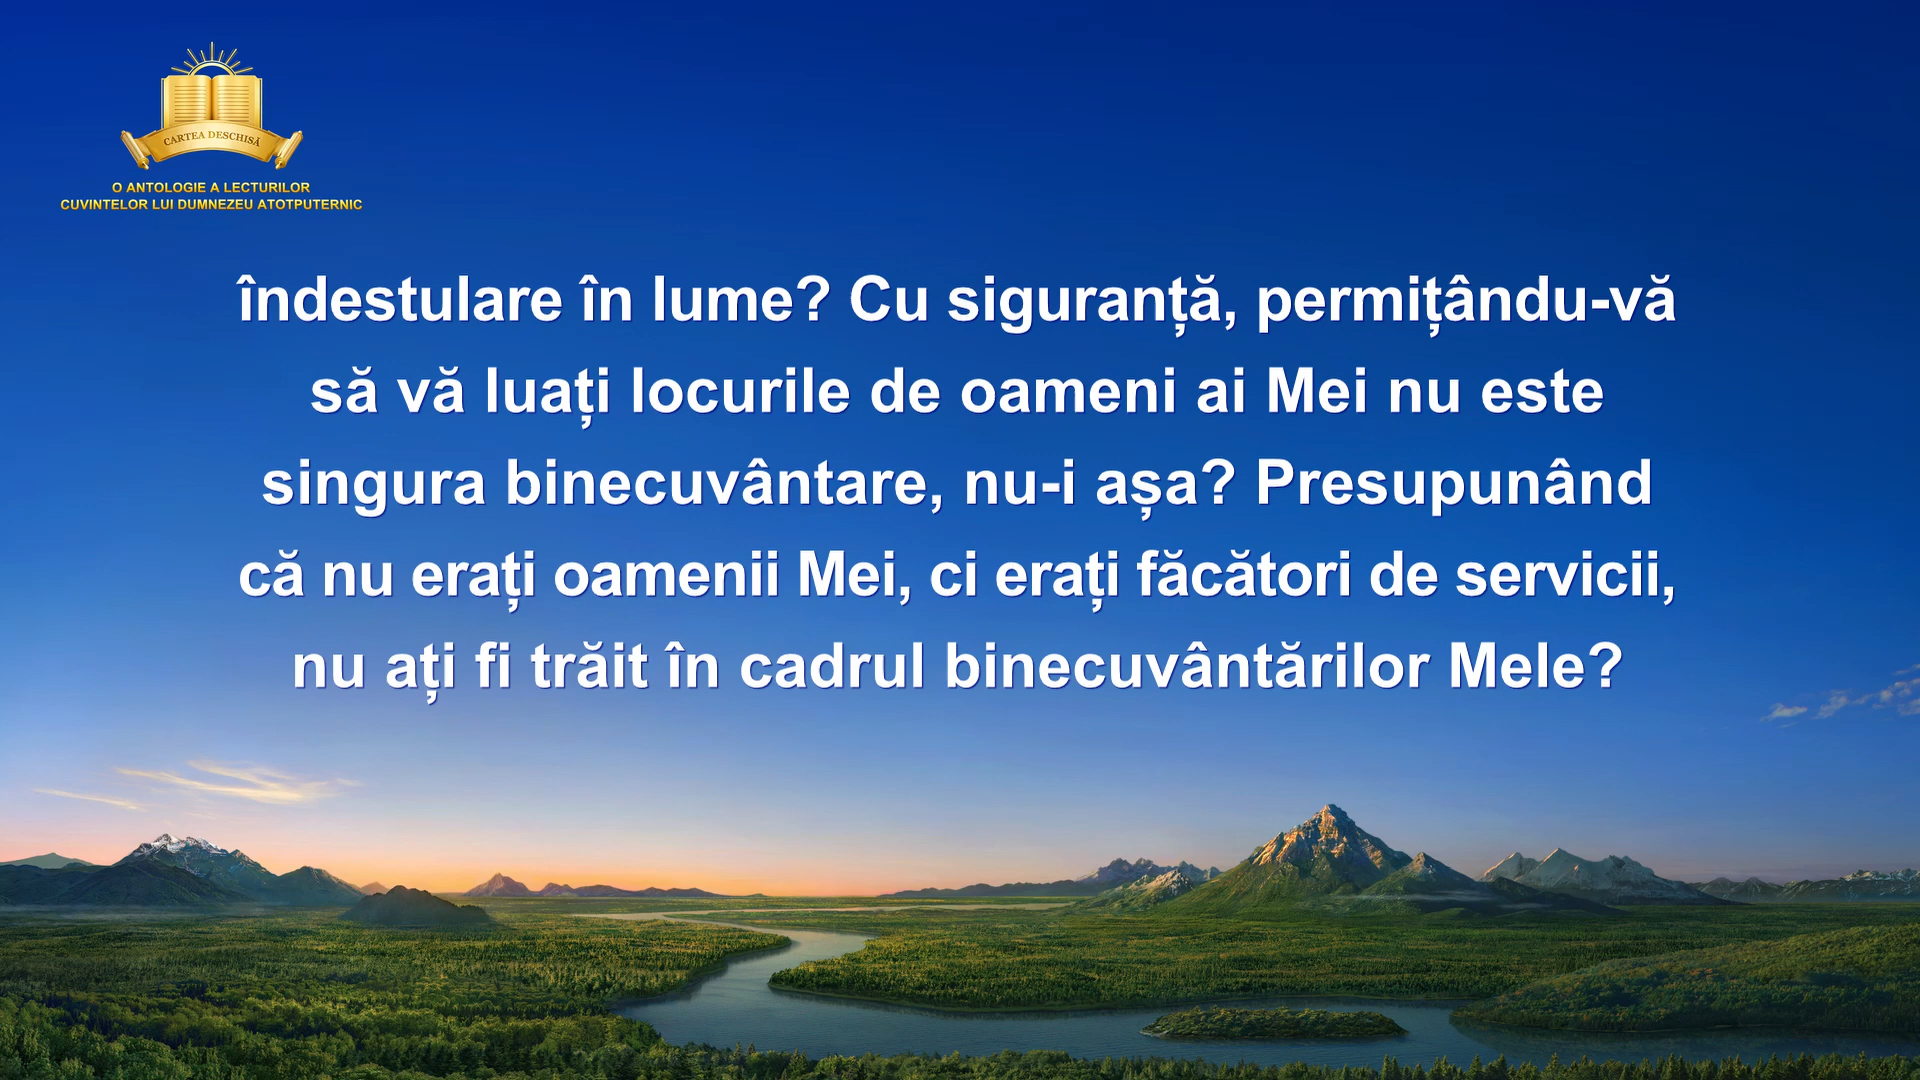 CARTEA DESCHISĂ
O ANTOLOGIE A LECTURILOR
CUVINTELOR LUI DUMNEZEU ATOTPUTERNIC
îndestulare în lume? Cu siguranță, permițându-vă
să vă luați locurile de oameni ai Mei nu este
singura binecuvântare, nu-i așa? Presupunând
că nu erați oamenii Mei, ci erați făcători de servicii,
nu ați fi trăit în cadrul binecuvântărilor Mele?